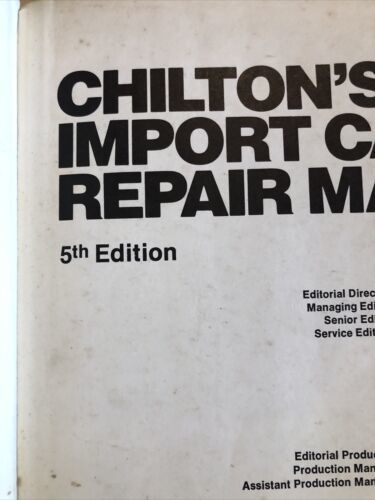 CHILTON'S
IMPORT CA
REPAIR MA
5th Edition
Editorial Direc
Managing Edi
Senior Edi
Service Edit
Editorial Produc
Production Man
Assistant Production Man